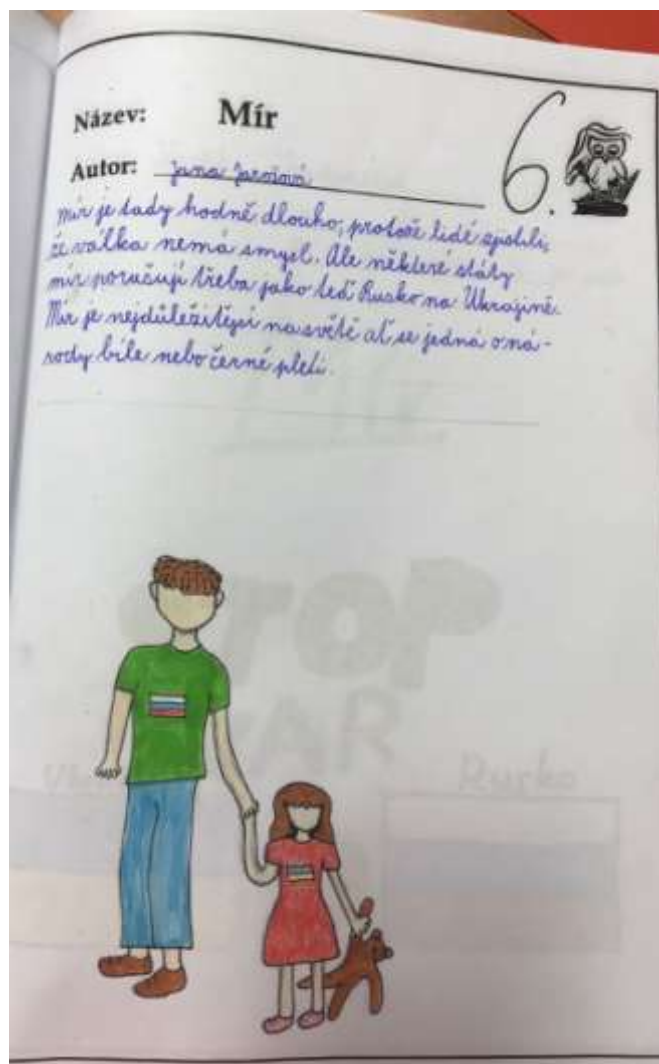 Název: Mír
6.
Autor: Jana
Mír je tady hodně dlouho, protože lidé zjistili,
že válka nemá smysl. Ale některé státy
mír porušují třeba jako teď Rusko na Ukrajině.
Mír je nejdůležitější na světě ať se jedná o ná-
rody bíle nebo černé pleti.
STOP
WAR
Rusko